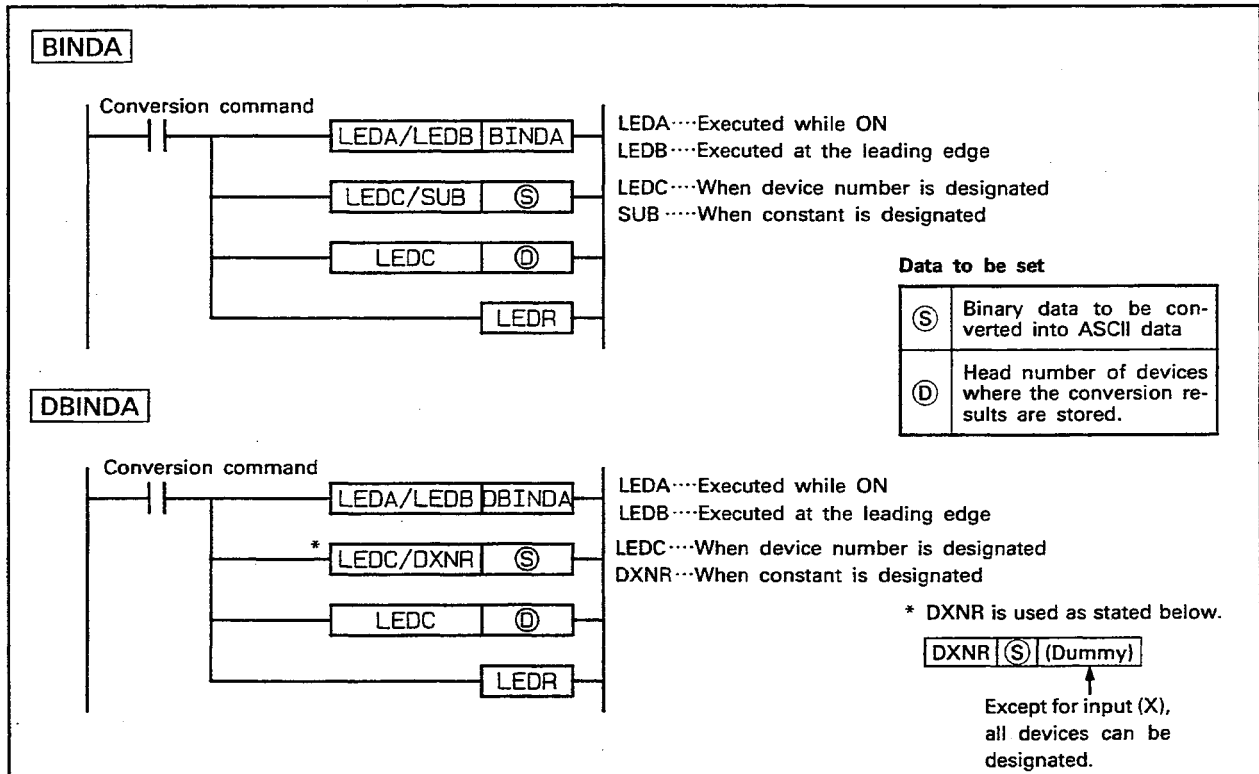 BINDA
Conversion command
LEDA/LEDB BINDA
LEDA····Executed while ON
LEDB····Executed at the leading edge
LEDC/SUB Ⓢ
LEDC····When device number is designated
SUB·····When constant is designated
LEDC Ⓓ
LEDR
Data to be set
Ⓢ Binary data to be con-
verted into ASCII data
Ⓓ Head number of devices
where the conversion re-
sults are stored.
DBINDA
Conversion command
LEDA/LEDB DBINDA
LEDA····Executed while ON
LEDB····Executed at the leading edge
* LEDC/DXNR Ⓢ
LEDC····When device number is designated
DXNR···When constant is designated
LEDC Ⓓ
LEDR
* DXNR is used as stated below.
DXNR Ⓢ (Dummy)
Except for input (X),
all devices can be
designated.